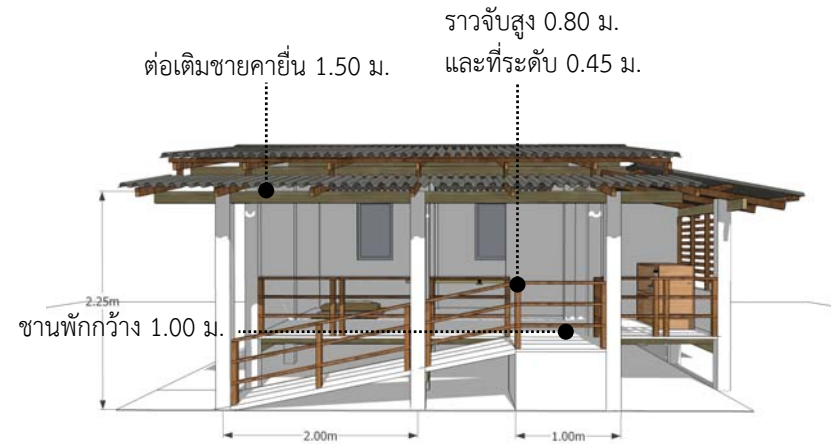 ราวจับสูง 0.80 ม.
และที่ระดับ 0.45 ม.
ต่อเติมชายคายื่น 1.50 ม.
2.25m
ชานพักกว้าง 1.00 ม.
2.00m
1.00m